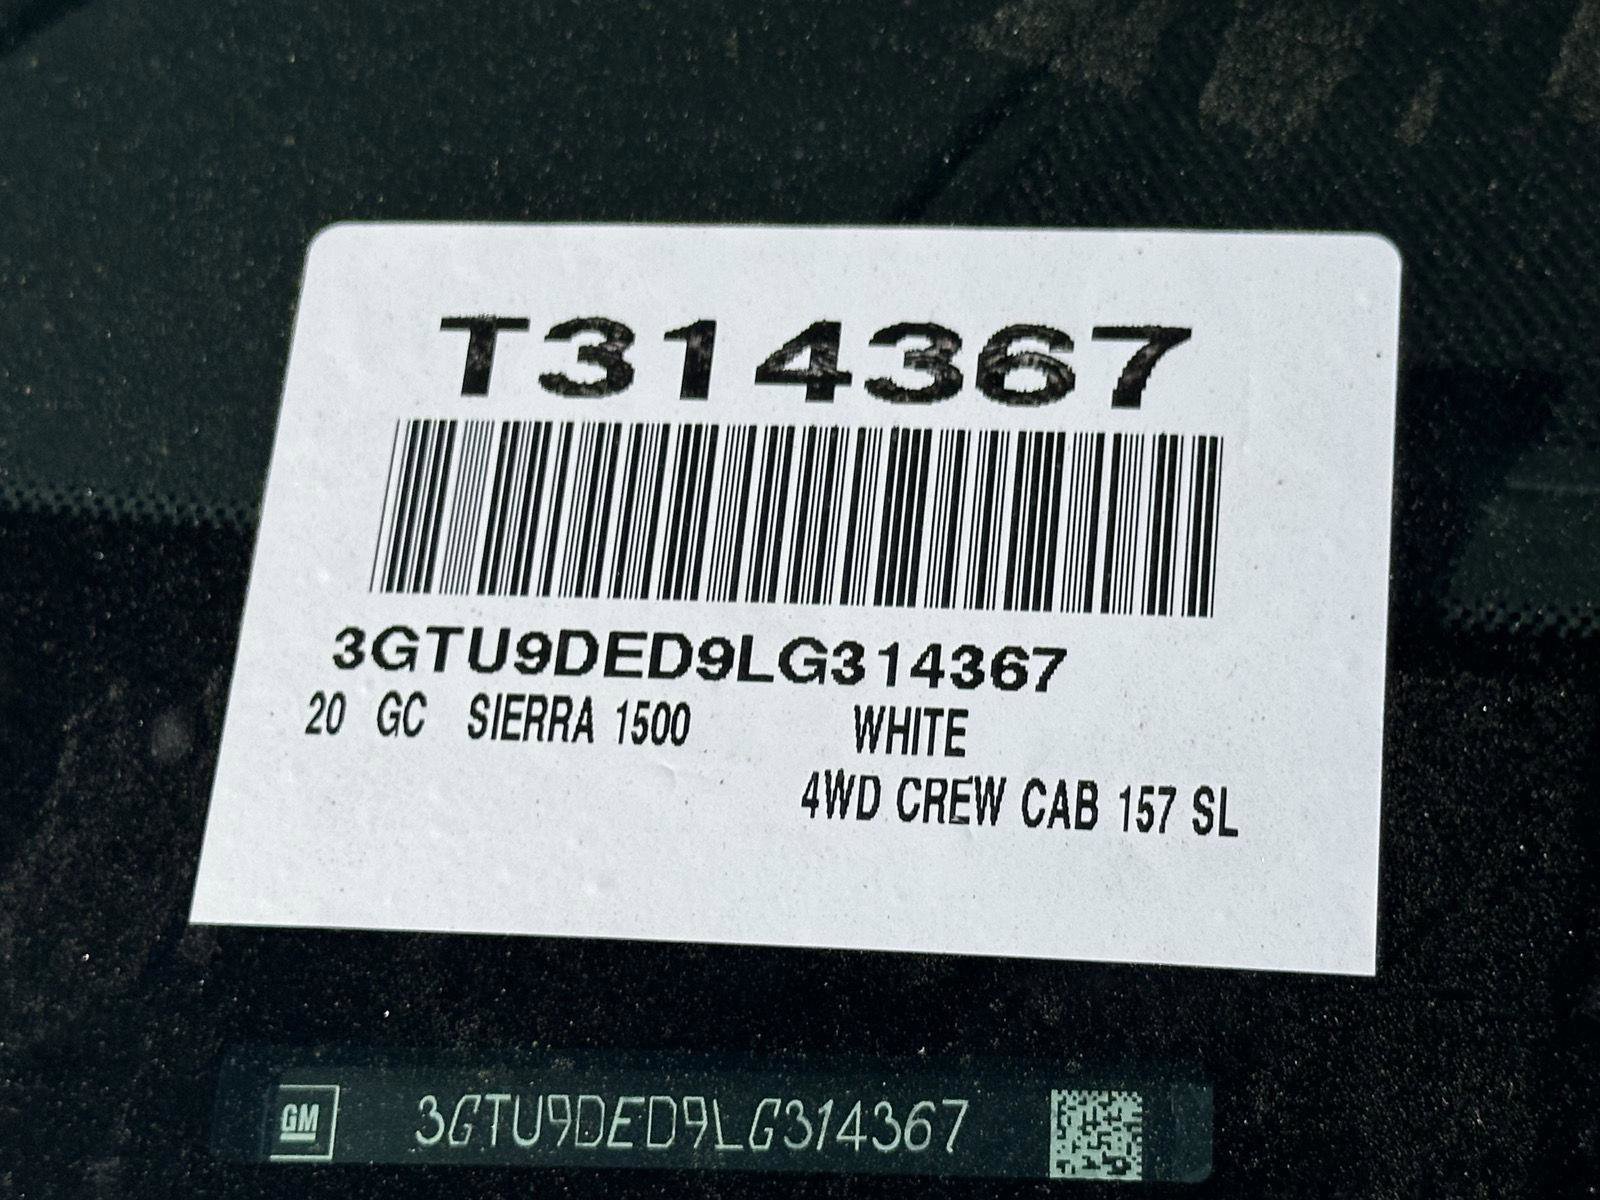 T314367
3GTU9DED9LG314367
20 GC SIERRA 1500 WHITE
4WD CREW CAB 157 SL
GM 3GTU9DED9LG314367